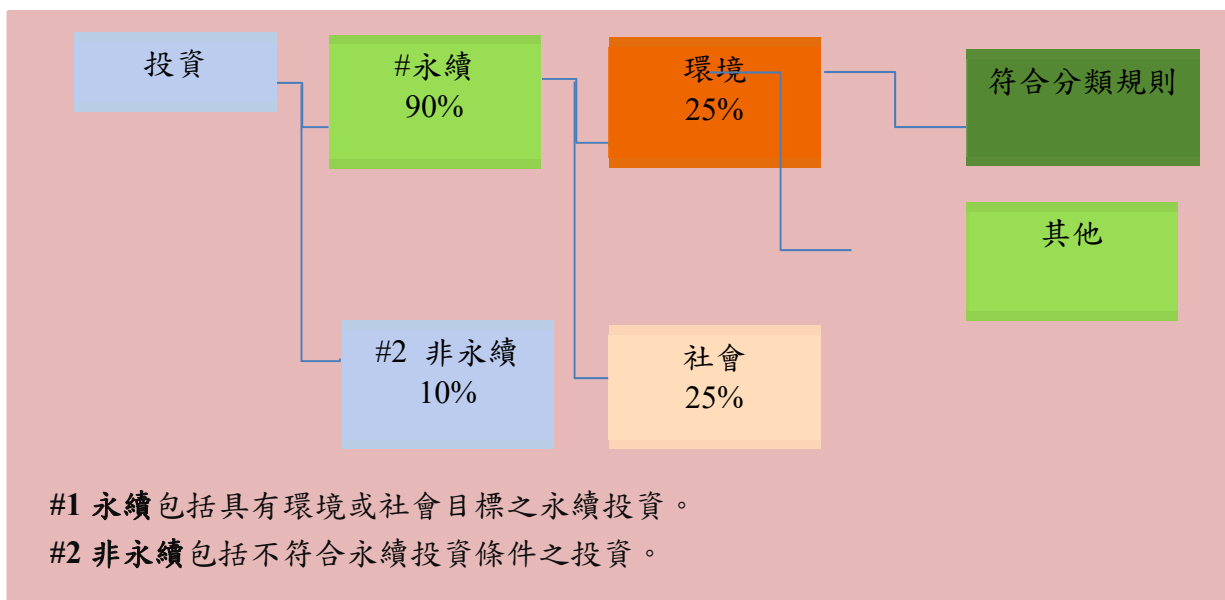 投資
#永續
90%
環境
25%
符合分類規則
其他
#2 非永續
10%
社會
25%
#1 永續包括具有環境或社會目標之永續投資。
#2 非永續包括不符合永續投資條件之投資。